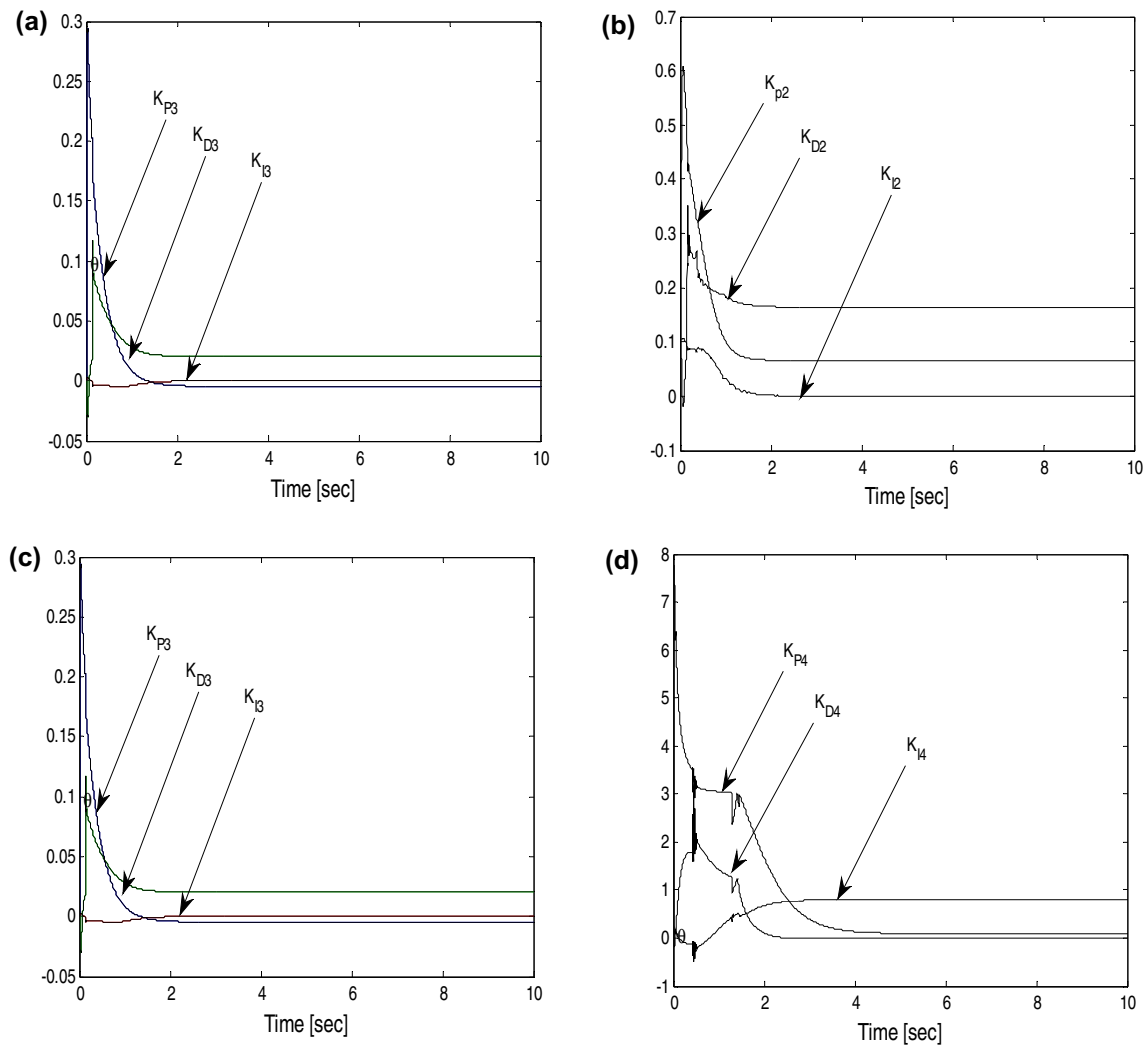 (a)
0.3
0.25
0.2
0.15
0.1
0.05
0
-0.05
K_P3
K_D3
K_I3
θ
0 2 4 6 8 10
Time [sec]
(b)
0.7
0.6
0.5
0.4
0.3
0.2
0.1
0
-0.1
K_p2
K_D2
K_I2
0 2 4 6 8 10
Time [sec]
(c)
0.3
0.25
0.2
0.15
0.1
0.05
0
-0.05
K_P3
K_D3
K_I3
θ
0 2 4 6 8 10
Time [sec]
(d)
8
7
6
5
4
3
2
1
0
-1
K_P4
K_D4
K_I4
θ
0 2 4 6 8 10
Time [sec]